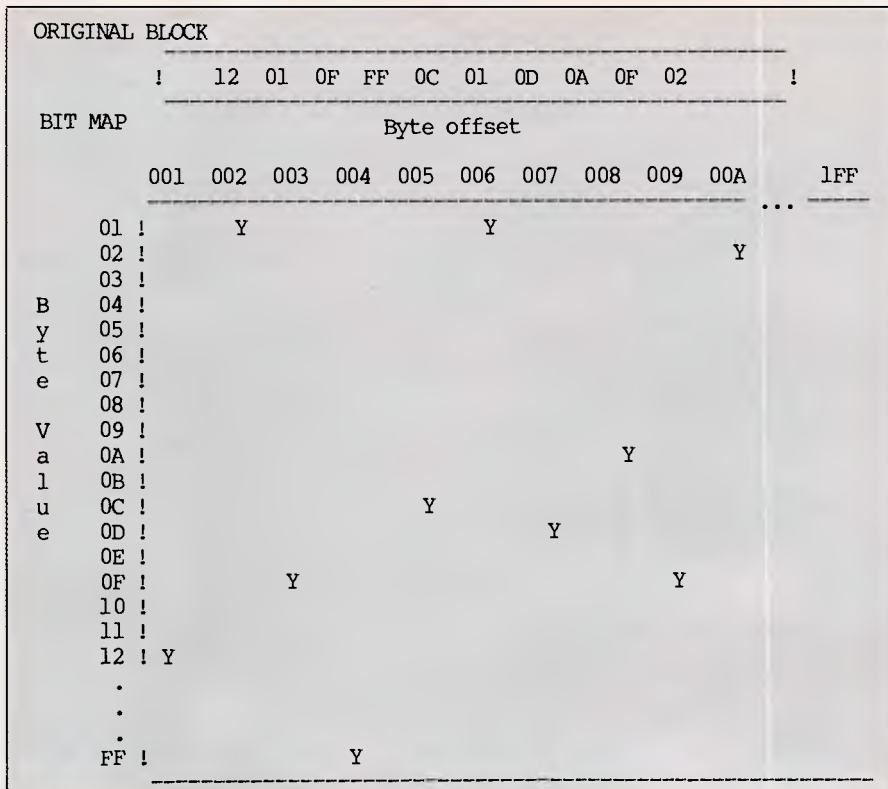 ORIGINAL BLOCK
! 12 01 0F FF 0C 01 0D 0A 0F 02 !
BIT MAP Byte offset
001 002 003 004 005 006 007 008 009 00A ... 1FF
01 ! Y Y
02 ! Y
03 !
B 04 !
y 05 !
t 06 !
e 07 !
08 !
V 09 !
a 0A ! Y
l 0B !
u 0C ! Y
e 0D ! Y
0E !
0F ! Y Y
10 !
11 !
12 ! Y
.
.
.
FF ! Y